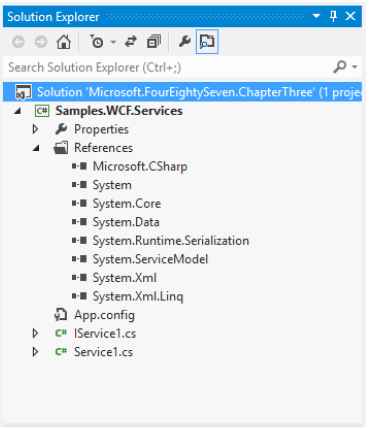 Solution Explorer
Search Solution Explorer (Ctrl+;)
Solution 'Microsoft.FourEightySeven.ChapterThree' (1 proje
C# Samples.WCF.Services
Properties
References
Microsoft.CSharp
System
System.Core
System.Data
System.Runtime.Serialization
System.ServiceModel
System.Xml
System.Xml.Linq
App.config
C# IService1.cs
C# Service1.cs